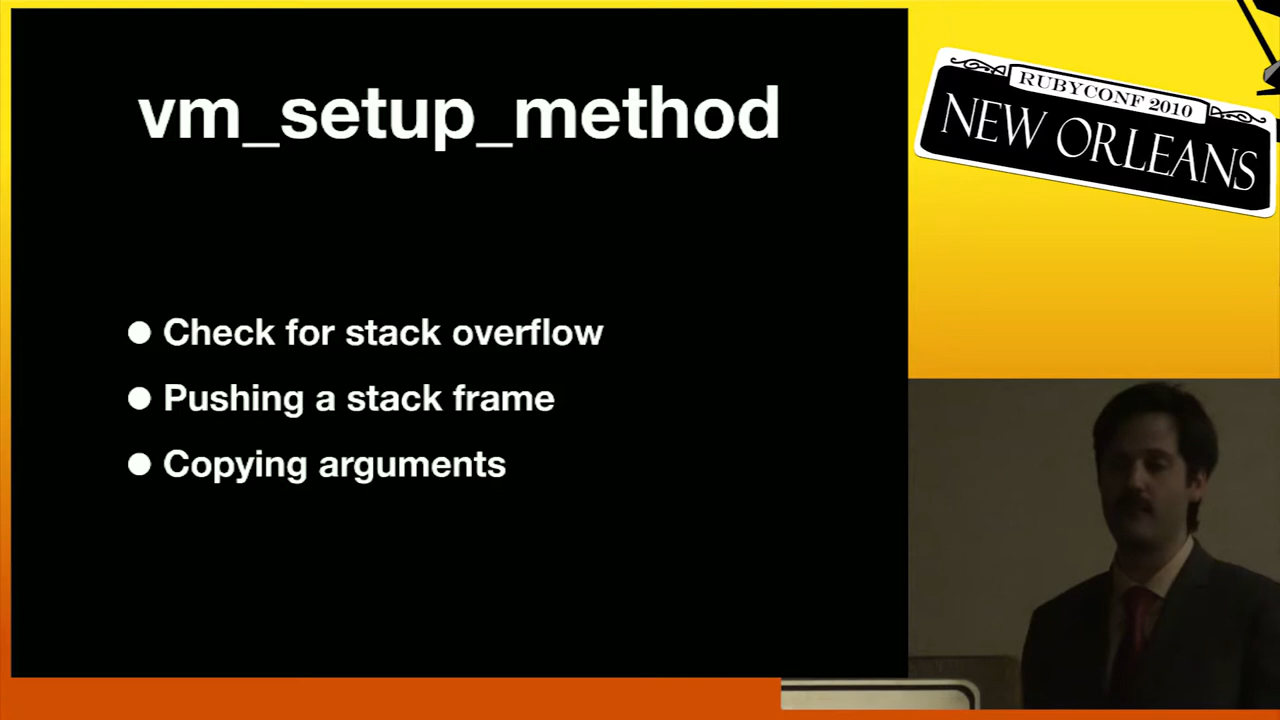 vm_setup_method
● Check for stack overflow
● Pushing a stack frame
● Copying arguments
RUBYCONF 2010
NEW ORLEANS